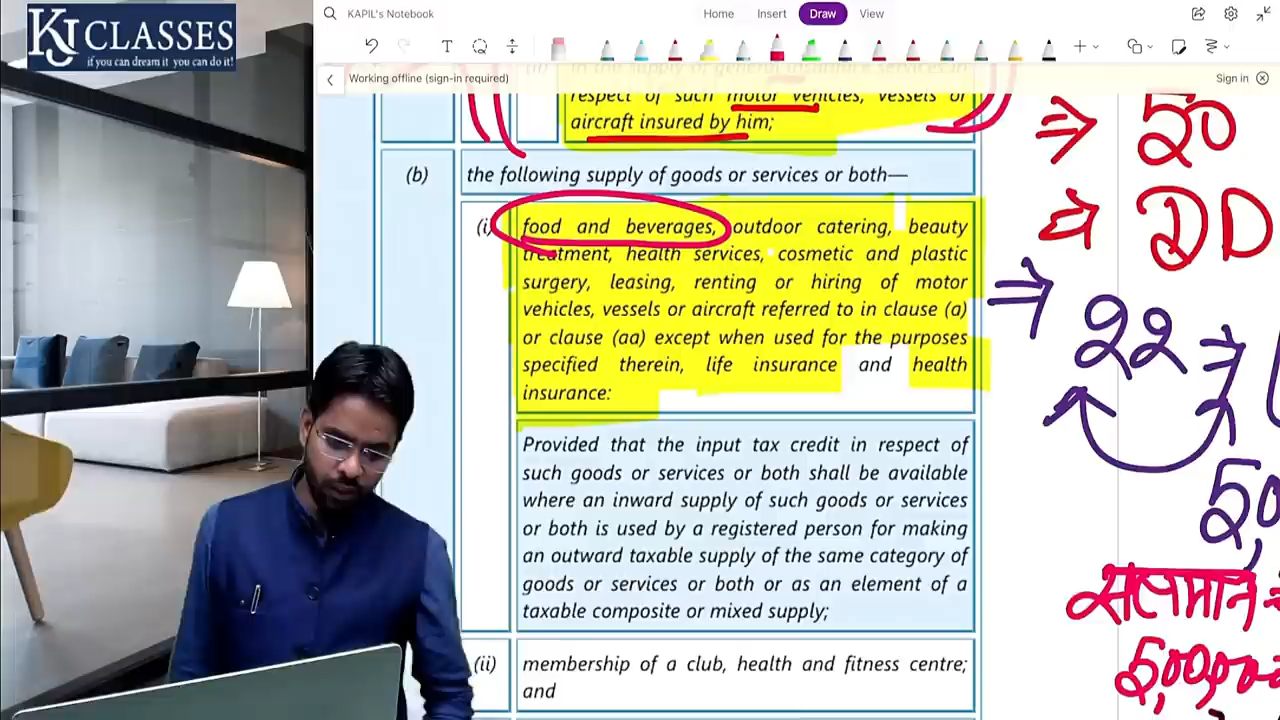 KJ CLASSES
if you can dream it you can do it!
KAPIL's Notebook
Home Insert Draw View
Working offline (sign-in required)
Sign in
respect of such motor vehicles, vessels or
aircraft insured by him;
(b) the following supply of goods or services or both—
(i) food and beverages, outdoor catering, beauty
treatment, health services, cosmetic and plastic
surgery, leasing, renting or hiring of motor
vehicles, vessels or aircraft referred to in clause (a)
or clause (aa) except when used for the purposes
specified therein, life insurance and health
insurance:
Provided that the input tax credit in respect of
such goods or services or both shall be available
where an inward supply of such goods or services
or both is used by a registered person for making
an outward taxable supply of the same category of
goods or services or both or as an element of a
taxable composite or mixed supply;
(ii) membership of a club, health and fitness centre;
and
⇒ 50
⇒ DD
⇒ 22
सलमान